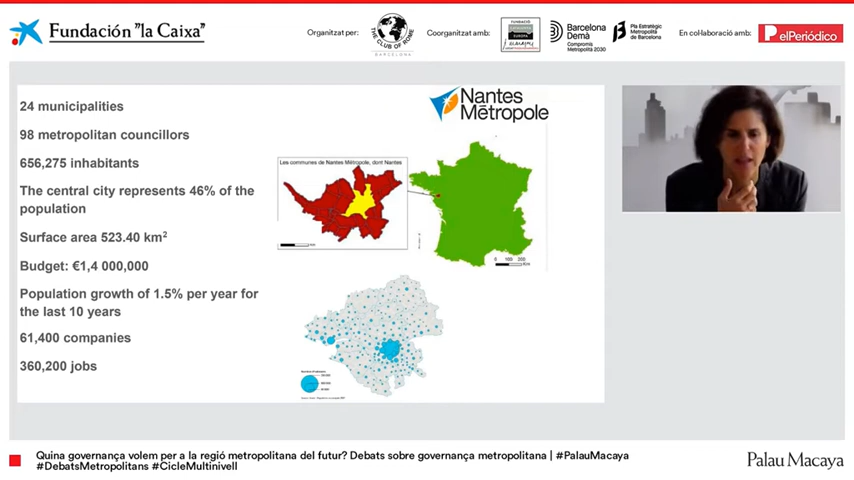 Fundación "la Caixa"
Organitzat per:
THE CLUB OF ROME
BARCELONA
Coorganitzat amb:
FUNDACIÓ
EUROPA
Barcelona
Demà
Compromís
Metropolità 2030
Pla Estratègic
Metropolità
de Barcelona
En col·laboració amb:
elPeriódico
24 municipalities
98 metropolitan councillors
656,275 inhabitants
The central city represents 46% of the
population
Surface area 523.40 km²
Budget: €1,4 000,000
Population growth of 1.5% per year for
the last 10 years
61,400 companies
360,200 jobs
Nantes
Métropole
Les communes de Nantes Métropole, dont Nantes
0 100 200
Km
Quina governança volem per a la regió metropolitana del futur? Debats sobre governança metropolitana | #PalauMacaya
#DebatsMetropolitans #CicleMultinivell
Palau Macaya